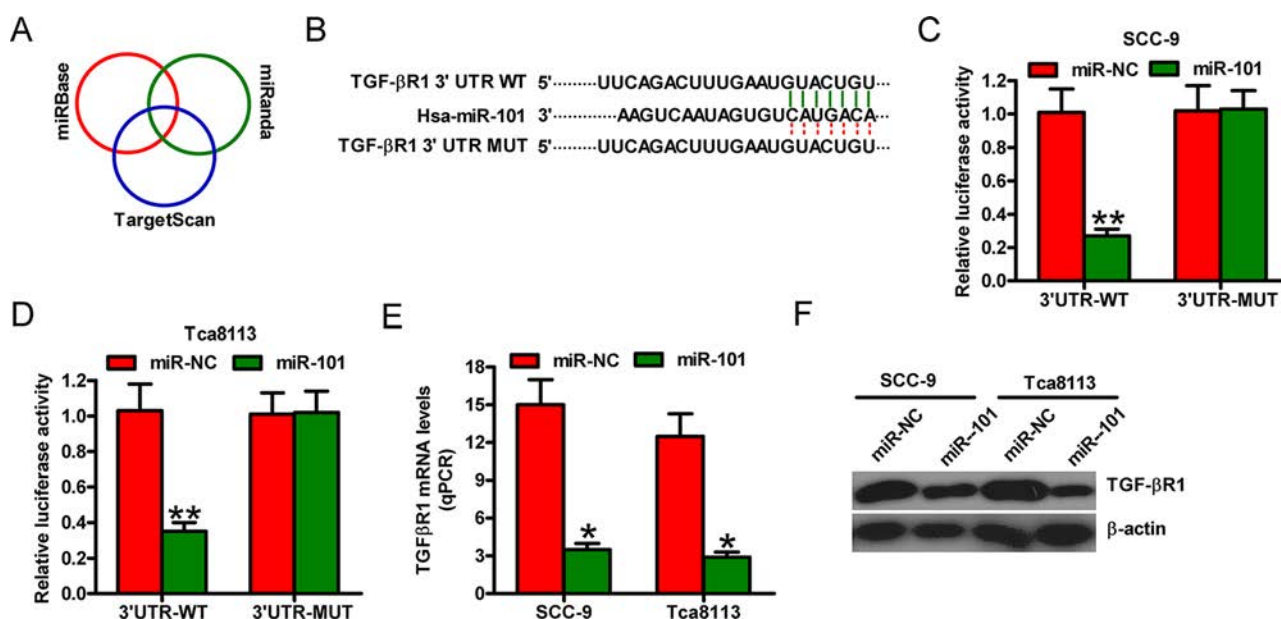 A
miRBase
miRanda
TargetScan
B
TGF-βR1 3' UTR WT 5' ········UUCAGACUUUGAAUGUACUGU···
Hsa-miR-101 3' ··········AAGUCAAUAGUGUCAUGACA···
TGF-βR1 3' UTR MUT 5' ········UUCAGACUUUGAAUGUACUGU···
C
SCC-9
miR-NC miR-101
Relative luciferase activity
1.2
1.0
0.8
0.6
0.4
0.2
0.0
**
3'UTR-WT 3'UTR-MUT
D
Tca8113
miR-NC miR-101
Relative luciferase activity
1.2
1.0
0.8
0.6
0.4
0.2
0.0
**
3'UTR-WT 3'UTR-MUT
E
miR-NC miR-101
TGFβR1 mRNA levels
(qPCR)
18
15
12
9
6
3
0
* *
SCC-9 Tca8113
F
SCC-9 Tca8113
miR-NC miR--101 miR-NC miR--101
TGF-βR1
β-actin